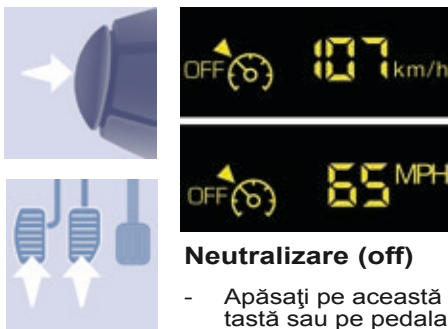 OFF 107 km/h
OFF 65 MPH
Neutralizare (off)
- Apăsaţi pe această
tastă sau pe pedala